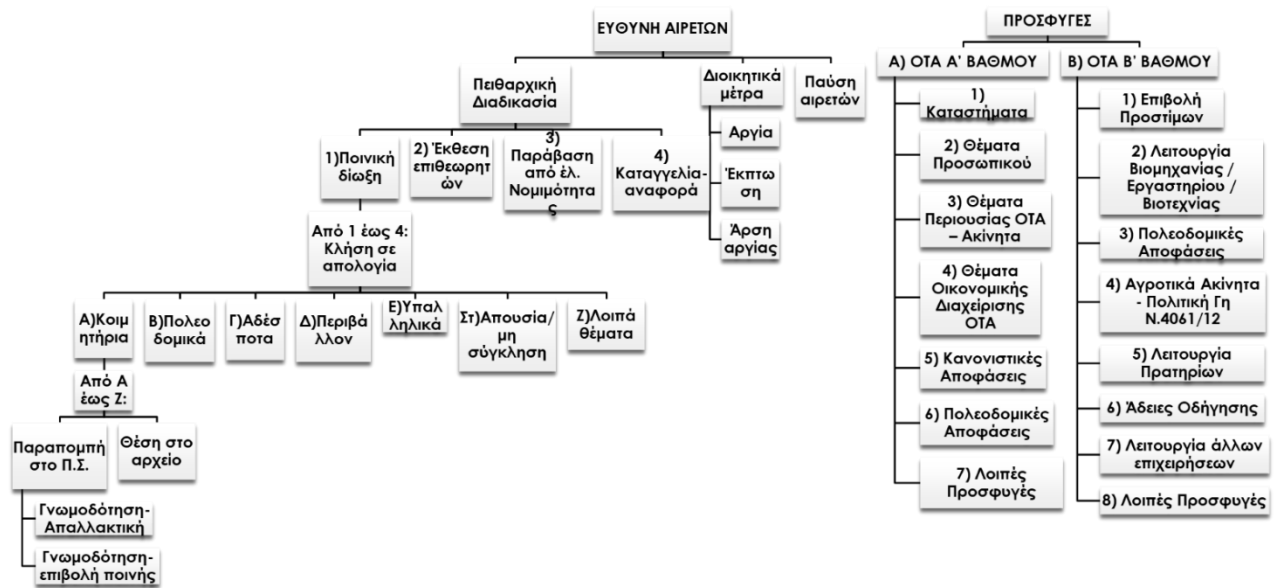 ΕΥΘΥΝΗ ΑΙΡΕΤΩΝ
Πειθαρχική
Διαδικασία
Διοικητικά
μέτρα
Παύση
αιρετών
1)Ποινική
δίωξη
2) Έκθεση
επιθεωρητ
ών
3)
Παράβαση
από έλ.
Νομιμότητα
ς
4)
Καταγγελία-
αναφορά
Αργία
Έκπτω
ση
Άρση
αργίας
Από 1 έως 4:
Κλήση σε
απολογία
Α)Κοιμ
ητήρια
Β)Πολεο
δομικά
Γ)Αδέσ
ποτα
Δ)Περιβά
λλον
Ε)Υπαλ
ληλικά
Στ)Απουσία/
μη
σύγκληση
Ζ)Λοιπά
θέματα
Από Α
έως Ζ:
Παραπομπή
στο Π.Σ.
Θέση στο
αρχείο
Γνωμοδότηση-
Απαλλακτική
Γνωμοδότηση-
επιβολή ποινής
ΠΡΟΣΦΥΓΕΣ
Α) ΟΤΑ Α' ΒΑΘΜΟΥ
1)
Καταστήματα
2) Θέματα
Προσωπικού
3) Θέματα
Περιουσίας ΟΤΑ
– Ακίνητα
4) Θέματα
Οικονομικής
Διαχείρισης
ΟΤΑ
5) Κανονιστικές
Αποφάσεις
6) Πολεοδομικές
Αποφάσεις
7) Λοιπές
Προσφυγές
Β) ΟΤΑ Β' ΒΑΘΜΟΥ
1) Επιβολή
Προστίμων
2) Λειτουργία
Βιομηχανίας /
Εργαστηρίου /
Βιοτεχνίας
3) Πολεοδομικές
Αποφάσεις
4) Αγροτικά Ακίνητα
- Πολιτική Γη
Ν.4061/12
5) Λειτουργία
Πρατηρίων
6) Άδειες Οδήγησης
7) Λειτουργία άλλων
επιχειρήσεων
8) Λοιπές Προσφυγές